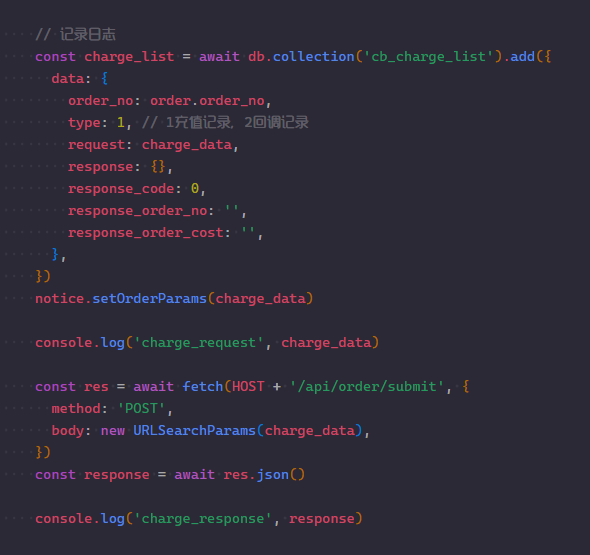 // 记录日志
const charge_list = await db.collection('cb_charge_list').add({
data: {
order_no: order.order_no,
type: 1, // 1充值记录, 2回调记录
request: charge_data,
response: {},
response_code: 0,
response_order_no: '',
response_order_cost: '',
},
})
notice.setOrderParams(charge_data)
console.log('charge_request', charge_data)
const res = await fetch(HOST + '/api/order/submit', {
method: 'POST',
body: new URLSearchParams(charge_data),
})
const response = await res.json()
console.log('charge_response', response)